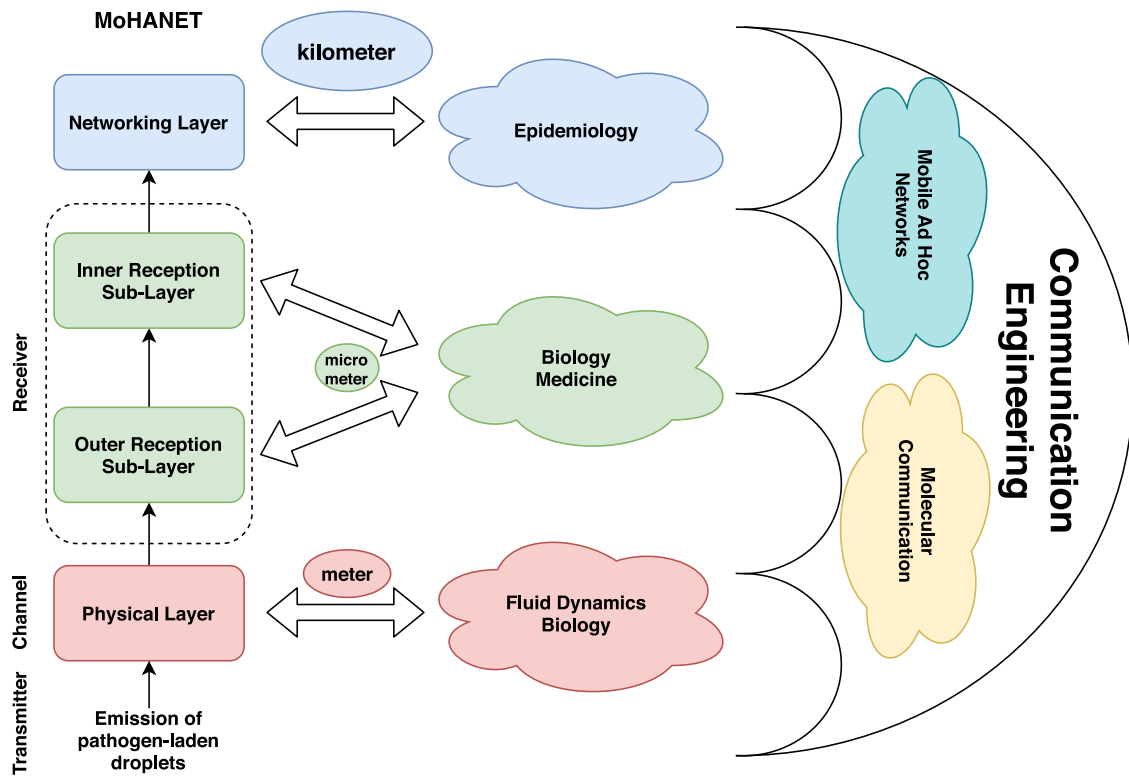 MoHANET
kilometer
Networking Layer
Epidemiology
Inner Reception
Sub-Layer
Receiver
micro
meter
Biology
Medicine
Outer Reception
Sub-Layer
Channel
meter
Physical Layer
Fluid Dynamics
Biology
Transmitter
Emission of
pathogen-laden
droplets
Mobile Ad Hoc
Networks
Molecular
Communication
Communication
Engineering